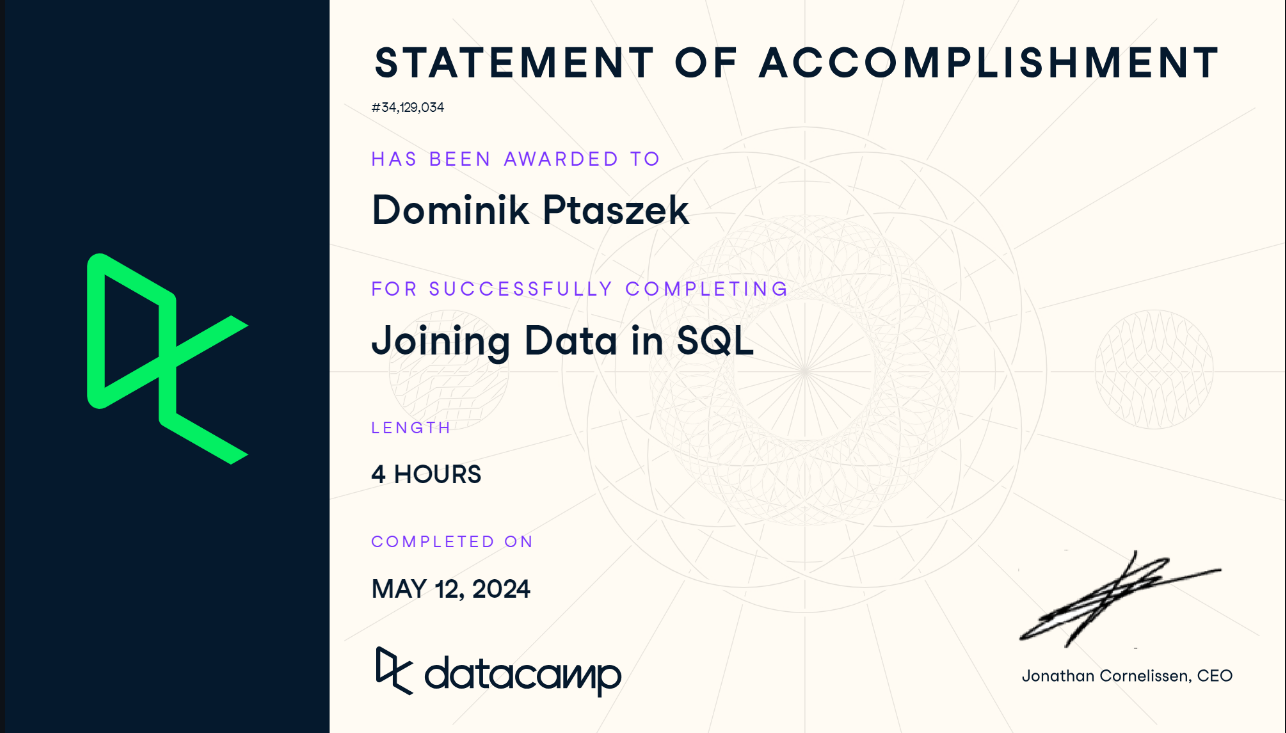 STATEMENT OF ACCOMPLISHMENT
#34,129,034
HAS BEEN AWARDED TO
Dominik Ptaszek
FOR SUCCESSFULLY COMPLETING
Joining Data in SQL
LENGTH
4 HOURS
COMPLETED ON
MAY 12, 2024
datacamp
Jonathan Cornelissen, CEO